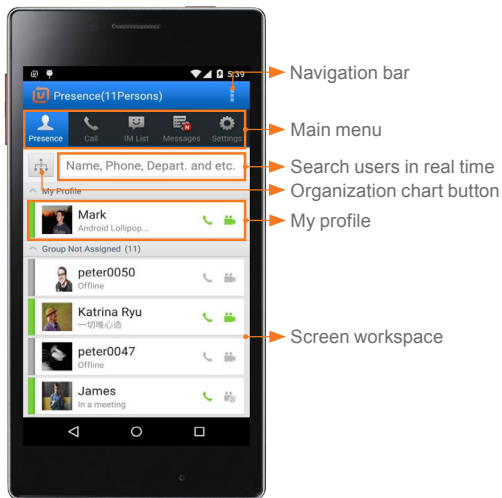 5:39
Navigation bar
Presence(11Persons)
Main menu
Presence
Call
IM List
N
Messages
Settings
Name, Phone, Depart. and etc.
Search users in real time
Organization chart button
My Profile
Mark
Android Lollipop...
My profile
Group Not Assigned (11)
peter0050
Offline
Katrina Ryu
一切唯心造
peter0047
Offline
Screen workspace
James
In a meeting